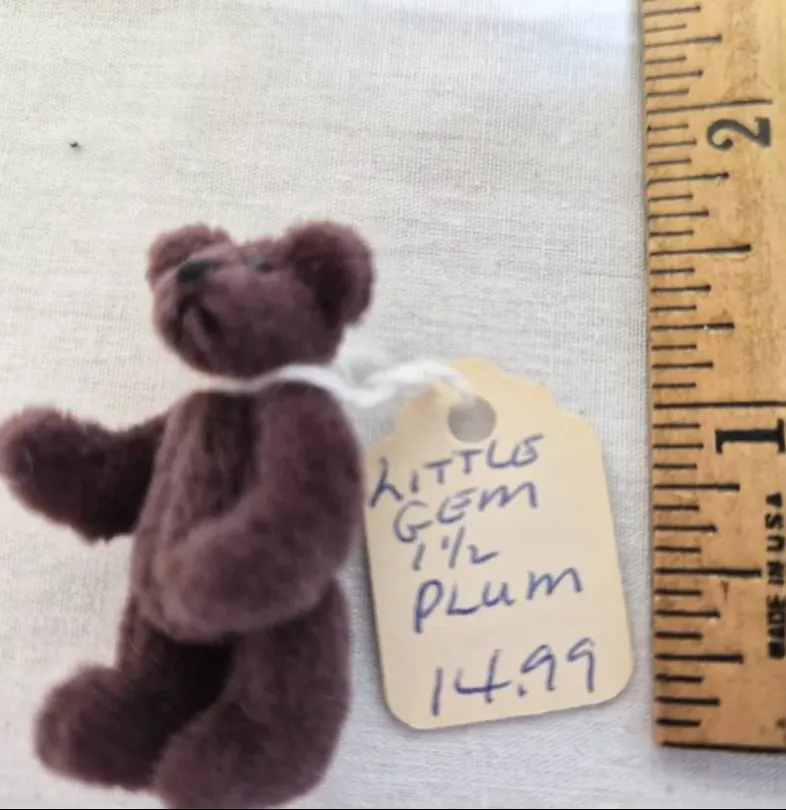 LITTLE
GEM
1 1/2
PLUM
14.99
2
1
MADE IN USA